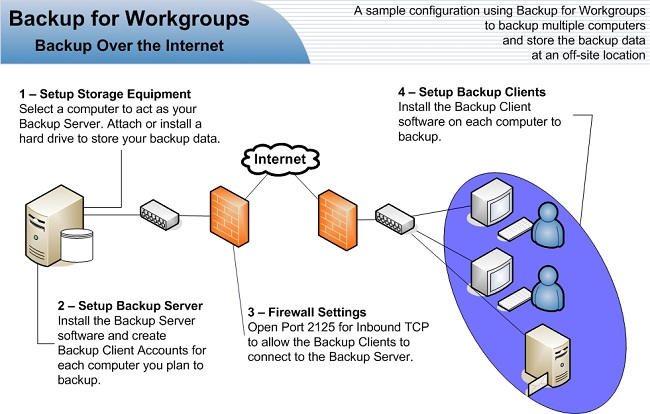 Backup for Workgroups
Backup Over the Internet
A sample configuration using Backup for Workgroups
to backup multiple computers
and store the backup data
at an off-site location
1 – Setup Storage Equipment
Select a computer to act as your
Backup Server. Attach or install a
hard drive to store your backup data.
4 – Setup Backup Clients
Install the Backup Client
software on each computer to
backup.
Internet
2 – Setup Backup Server
Install the Backup Server
software and create
Backup Client Accounts for
each computer you plan to
backup.
3 – Firewall Settings
Open Port 2125 for Inbound TCP
to allow the Backup Clients to
connect to the Backup Server.